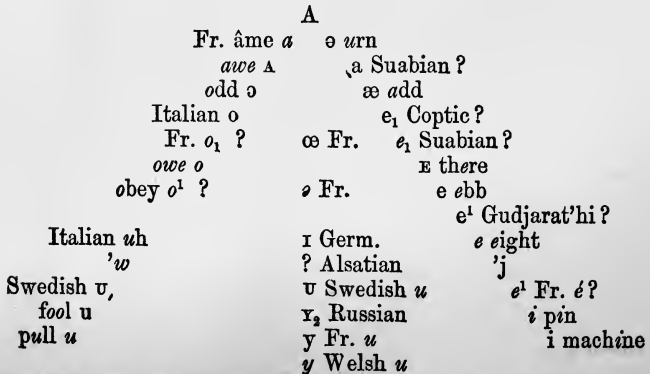 A
Fr. âme a ə urn
awe ᴀ ˎa Suabian ?
odd ɔ æ add
Italian o e₁ Coptic ?
Fr. o₁ ? œ Fr. e₁ Suabian ?
owe o ᴇ there
obey o¹ ? ə Fr. e ebb
e¹ Gudjarat'hi ?
Italian uh ɪ Germ. e eight
'w ? Alsatian 'j
Swedish ᴜ, ᴜ Swedish u e¹ Fr. é ?
fool u ʏ₂ Russian i pin
pull u y Fr. u i machine
y Welsh u